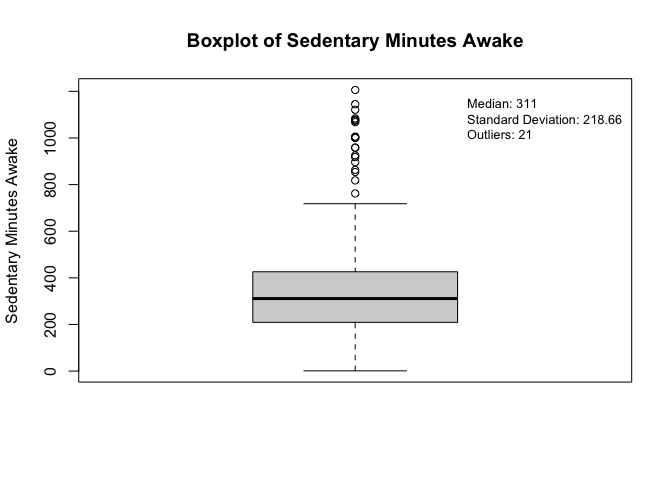 Boxplot of Sedentary Minutes Awake
Median: 311
Standard Deviation: 218.66
Outliers: 21
Sedentary Minutes Awake
1000
800
600
400
200
0